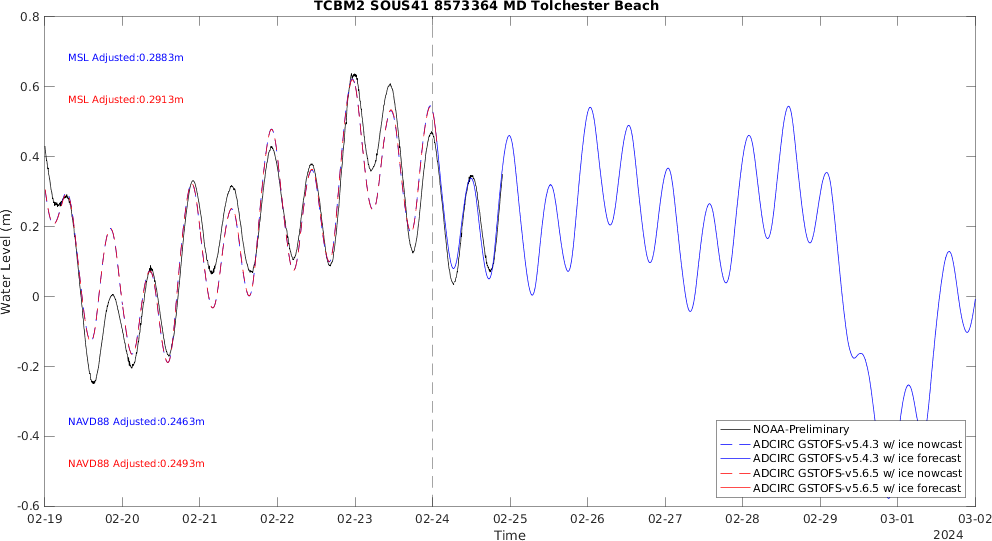 TCBM2 SOUS41 8573364 MD Tolchester Beach
Water Level (m)
0.8
0.6
0.4
0.2
0
-0.2
-0.4
-0.6
MSL Adjusted:0.2883m
MSL Adjusted:0.2913m
NAVD88 Adjusted:0.2463m
NAVD88 Adjusted:0.2493m
NOAA-Preliminary
ADCIRC GSTOFS-v5.4.3 w/ ice nowcast
ADCIRC GSTOFS-v5.4.3 w/ ice forecast
ADCIRC GSTOFS-v5.6.5 w/ ice nowcast
ADCIRC GSTOFS-v5.6.5 w/ ice forecast
02-19 02-20 02-21 02-22 02-23 02-24 02-25 02-26 02-27 02-28 02-29 03-01 03-02
Time
2024